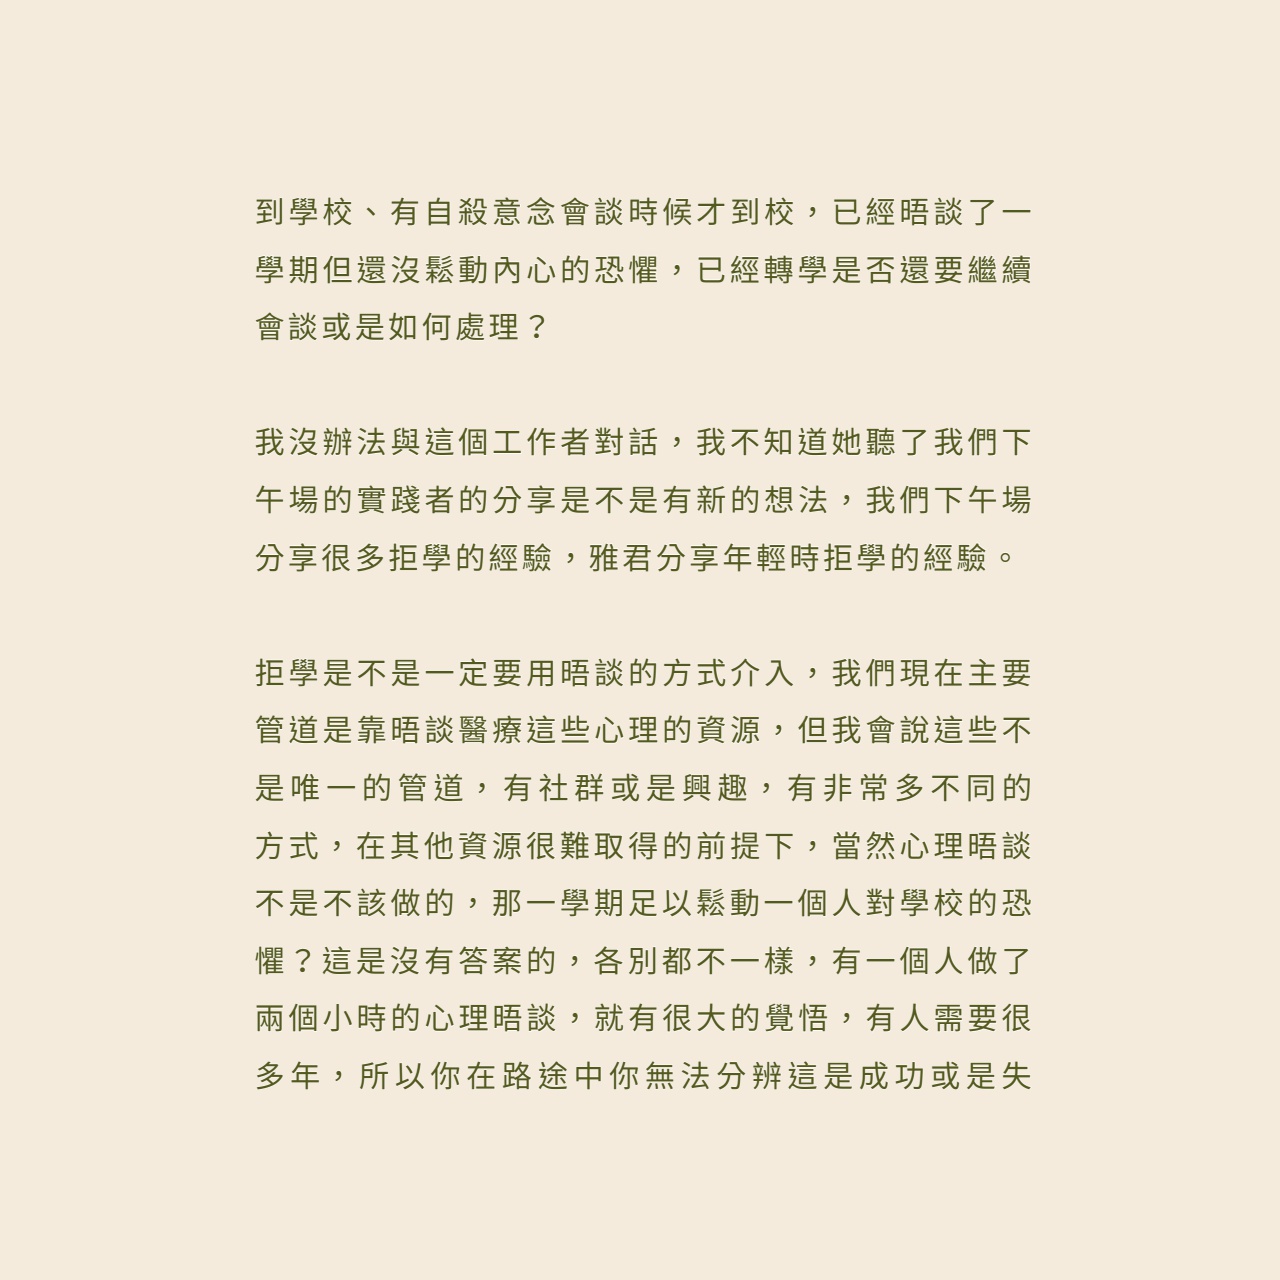 到學校、有自殺意念會談時候才到校，已經晤談了一
學期但還沒鬆動內心的恐懼，已經轉學是否還要繼續
會談或是如何處理？
我沒辦法與這個工作者對話，我不知道她聽了我們下
午場的實踐者的分享是不是有新的想法，我們下午場
分享很多拒學的經驗，雅君分享年輕時拒學的經驗。
拒學是不是一定要用晤談的方式介入，我們現在主要
管道是靠晤談醫療這些心理的資源，但我會說這些不
是唯一的管道，有社群或是興趣，有非常多不同的
方式，在其他資源很難取得的前提下，當然心理晤談
不是不該做的，那一學期足以鬆動一個人對學校的恐
懼？這是沒有答案的，各別都不一樣，有一個人做了
兩個小時的心理晤談，就有很大的覺悟，有人需要很
多年，所以你在路途中你無法分辨這是成功或是失